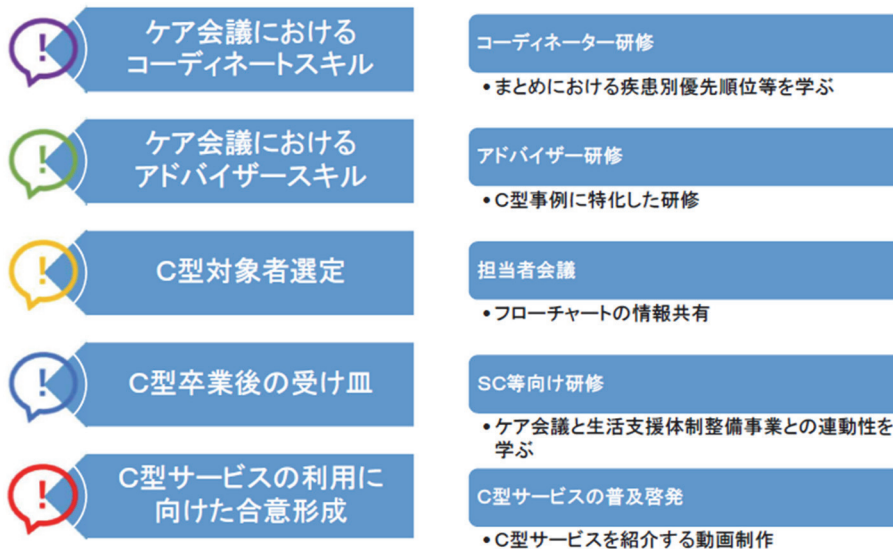 ケア会議における
コーディネートスキル
コーディネーター研修
•まとめにおける疾患別優先順位等を学ぶ
ケア会議における
アドバイザースキル
アドバイザー研修
•C型事例に特化した研修
C型対象者選定
担当者会議
•フローチャートの情報共有
C型卒業後の受け皿
SC等向け研修
•ケア会議と生活支援体制整備事業との連動性を
学ぶ
C型サービスの利用に
向けた合意形成
C型サービスの普及啓発
•C型サービスを紹介する動画制作